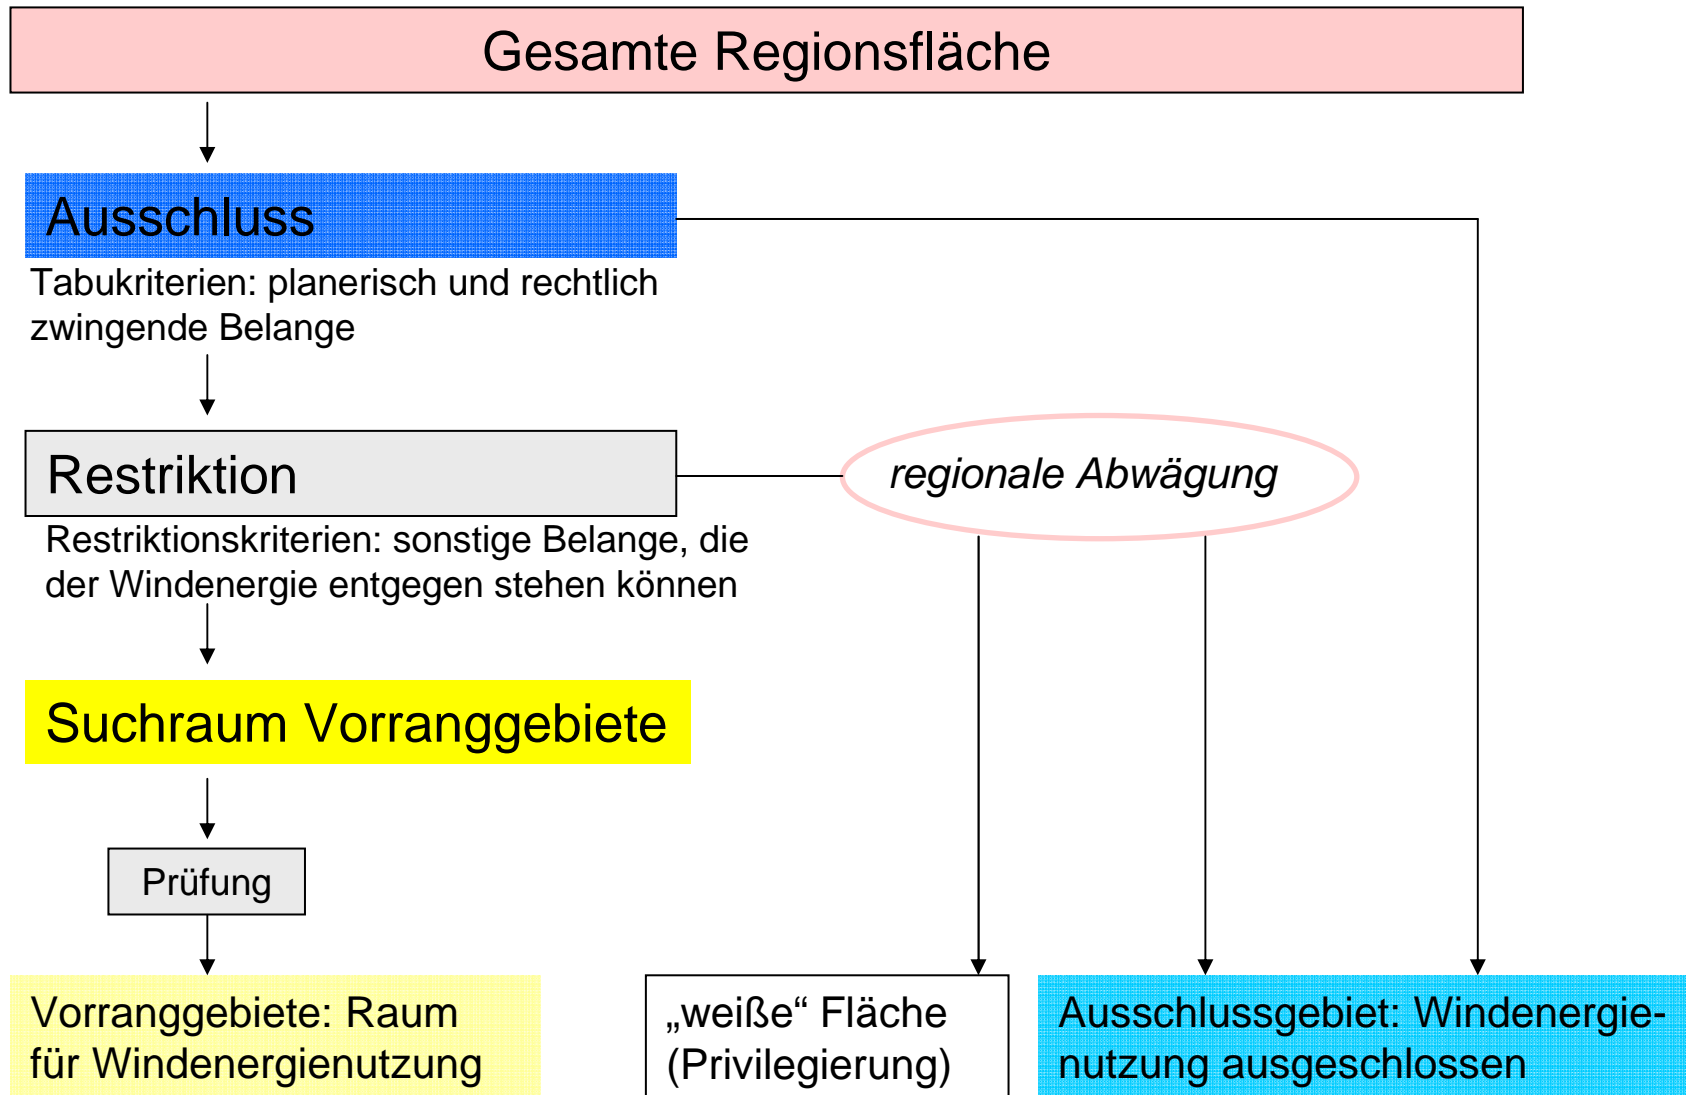 Gesamte Regionsfläche
Ausschluss
Tabukriterien: planerisch und rechtlich
zwingende Belange
Restriktion
regionale Abwägung
Restriktionskriterien: sonstige Belange, die
der Windenergie entgegen stehen können
Suchraum Vorranggebiete
Prüfung
Vorranggebiete: Raum
für Windenergienutzung
„weiße“ Fläche
(Privilegierung)
Ausschlussgebiet: Windenergie-
nutzung ausgeschlossen